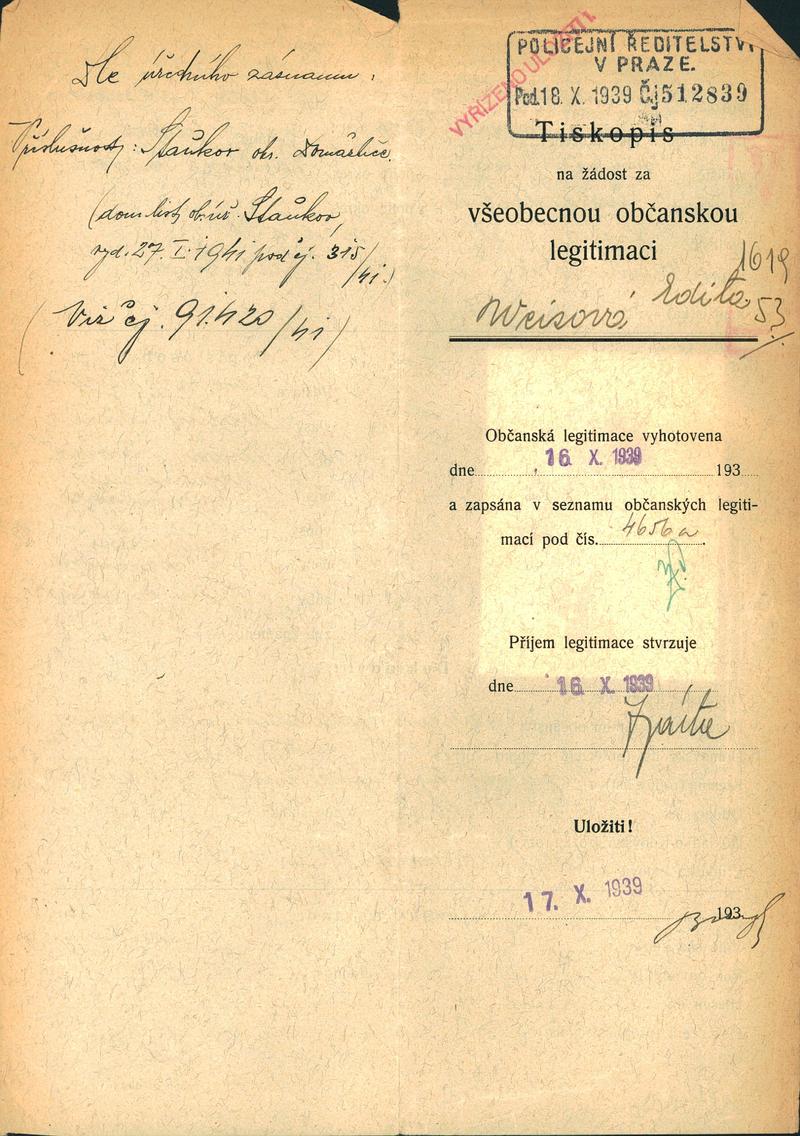 Dle úředního záznamu:
Příslušnost: Staňkov okr. Domažlice.
(dom. list ob. úř. Staňkov,
vyd. 27. I. 1941 pod čj. 315/
/41.)
(Viz čj. 91.420/41)
VYŘÍZENO ULOŽITI.
POLICEJNÍ ŘEDITELSTVÍ
V PRAZE.
Pod. 18. X. 1939 Čj 512839
Tiskopis
na žádost za
všeobecnou občanskou
legitimaci
1619
53
Weisová Edita
Občanská legitimace vyhotovena
dne 16. X. 1939 193
a zapsána v seznamu občanských legiti-
mací pod čís. 4656a.
Příjem legitimace stvrzuje
dne 16. X. 1939
Uložiti!
17. X. 1939 193